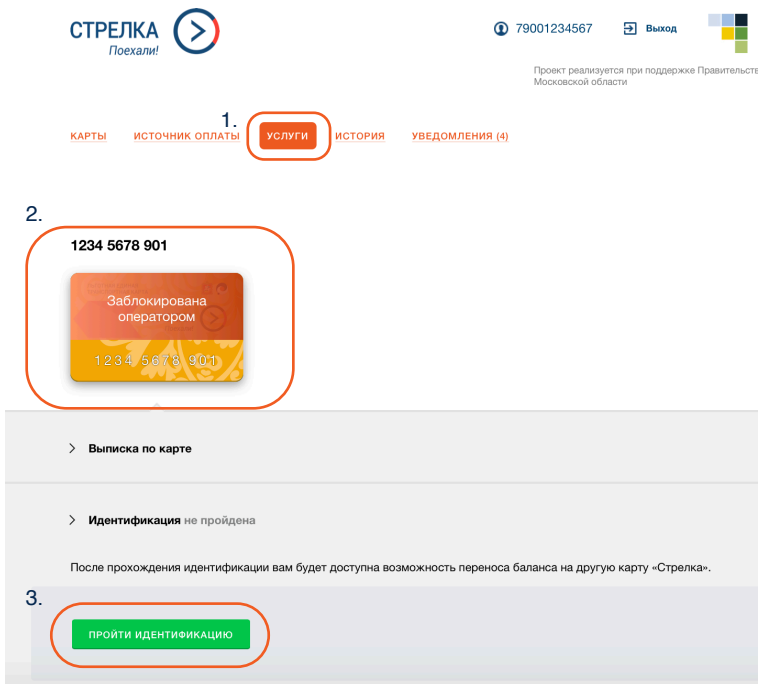 СТРЕЛКА
Поехали!
79001234567
Выход
Проект реализуется при поддержке Правительст
Московской области
1.
КАРТЫ
ИСТОЧНИК ОПЛАТЫ
УСЛУГИ
ИСТОРИЯ
УВЕДОМЛЕНИЯ (4)
2.
1234 5678 901
Заблокирована
оператором
1234 5678 901
Выписка по карте
Идентификация не пройдена
После прохождения идентификации вам будет доступна возможность переноса баланса на другую карту «Стрелка».
3.
ПРОЙТИ ИДЕНТИФИКАЦИЮ